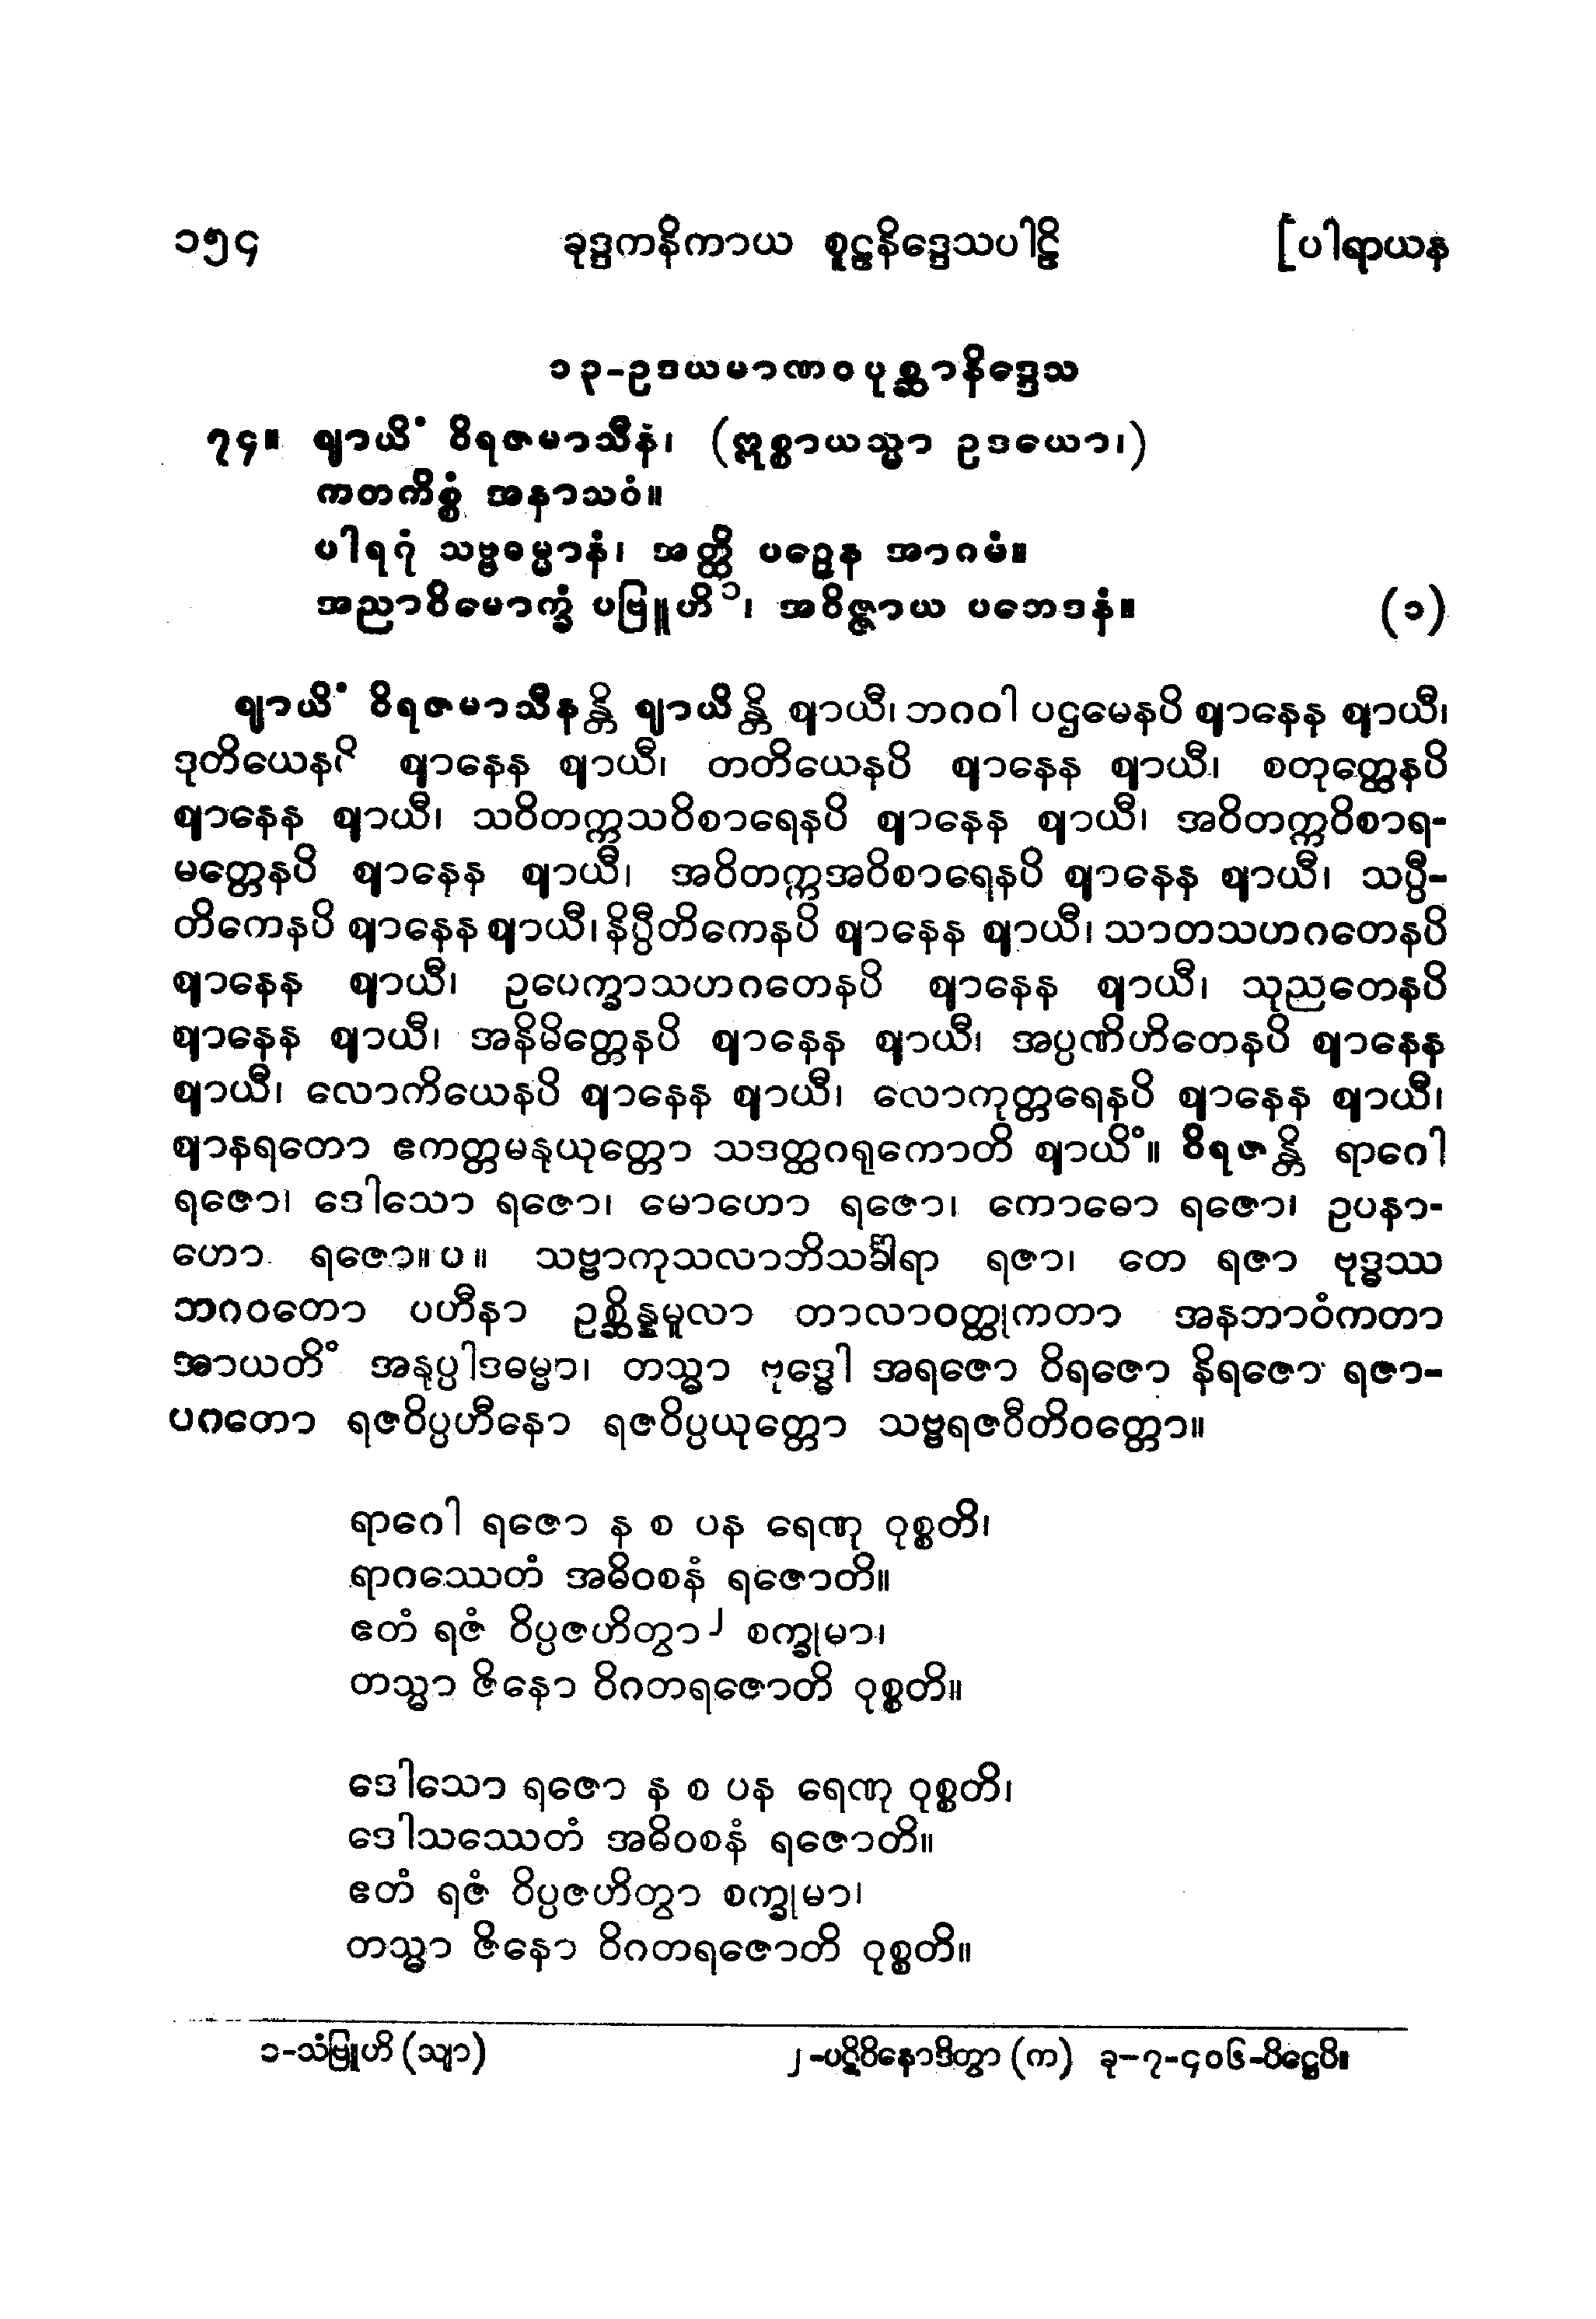 ၁၅၄ ခုဒ္ဒကနိကာယ စူဠနိဒ္ဒေသပါဠိ [ပါရာယန
၁၃-ဥဒယမာဏဝပုစ္ဆာနိဒ္ဒေသ
၇၄။ ဈာယိံ ဝိရဇမာသီနံ၊ (ဣစ္စာယသ္မာ ဥဒယော၊)
ကတကိစ္စံ အနာသဝံ။
ပါရဂုံ သဗ္ဗဓမ္မာနံ၊ အတ္ထိ ပဉှေန အာဂမံ။
အညာဝိမောက္ခံ ပဗြူဟိ၁၊ အဝိဇ္ဇာယ ပဘေဒနံ။ (၁)
ဈာယိံ ဝိရဇမာသီနန္တိ ဈာယိန္တိ ဈာယီ၊ ဘဂဝါ ပဌမေနပိ ဈာနေန ဈာယီ၊
ဒုတိယေနပိ ဈာနေန ဈာယီ၊ တတိယေနပိ ဈာနေန ဈာယီ၊ စတုတ္ထေနပိ
ဈာနေန ဈာယီ၊ သဝိတက္ကသဝိစာရေနပိ ဈာနေန ဈာယီ၊ အဝိတက္ကဝိစာရ-
မတ္တေနပိ ဈာနေန ဈာယီ၊ အဝိတက္ကအဝိစာရေနပိ ဈာနေန ဈာယီ၊ သပ္ပီ-
တိကေနပိ ဈာနေန ဈာယီ၊ နိပ္ပီတိကေနပိ ဈာနေန ဈာယီ၊ သာတသဟဂတေနပိ
ဈာနေန ဈာယီ၊ ဥပေက္ခာသဟဂတေနပိ ဈာနေန ဈာယီ၊ သုညတေနပိ
ဈာနေန ဈာယီ၊ အနိမိတ္တေနပိ ဈာနေန ဈာယီ၊ အပ္ပဏိဟိတေနပိ ဈာနေန
ဈာယီ၊ လောကိယေနပိ ဈာနေန ဈာယီ၊ လောကုတ္တရေနပိ ဈာနေန ဈာယီ၊
ဈာနရတော ဧကတ္တမနုယုတ္တော သဒတ္ထဂရုကောတိ ဈာယိံ။ ဝိရဇန္တိ ရာဂေါ
ရဇော၊ ဒေါသော ရဇော၊ မောဟော ရဇော၊ ကောဓော ရဇော၊ ဥပနာ-
ဟော ရဇော။ပ။ သဗ္ဗာကုသလာဘိသင်္ခါရာ ရဇာ၊ တေ ရဇာ ဗုဒ္ဓဿ
ဘဂဝတော ပဟီနာ ဥစ္ဆိန္နမူလာ တာလာဝတ္ထုကတာ အနဘာဝံကတာ
အာယတိံ အနုပ္ပါဒဓမ္မာ၊ တသ္မာ ဗုဒ္ဓေါ အရဇော ဝိရဇော နိရဇော ရဇာ-
ပဂတော ရဇဝိပ္ပဟီနော ရဇဝိပ္ပယုတ္တော သဗ္ဗရဇဝီတိဝတ္တော။
ရာဂေါ ရဇော န စ ပန ရေဏု ဝုစ္စတိ၊
ရာဂဿေတံ အဓိဝစနံ ရဇောတိ။
ဧတံ ရဇံ ဝိပ္ပဇဟိတွာ၂ စက္ခုမာ၊
တသ္မာ ဇိနော ဝိဂတရဇောတိ ဝုစ္စတိ။
ဒေါသော ရဇော န စ ပန ရေဏု ဝုစ္စတိ၊
ဒေါသဿေတံ အဓိဝစနံ ရဇောတိ။
ဧတံ ရဇံ ဝိပ္ပဇဟိတွာ စက္ခုမာ၊
တသ္မာ ဇိနော ဝိဂတရဇောတိ ဝုစ္စတိ။
၁-သံဗြူဟိ (သျာ) ၂-ပဋိဝိနောဒိတွာ (က) ခု-၇-၄၀၆-ပိဋ္ဌေပိ။